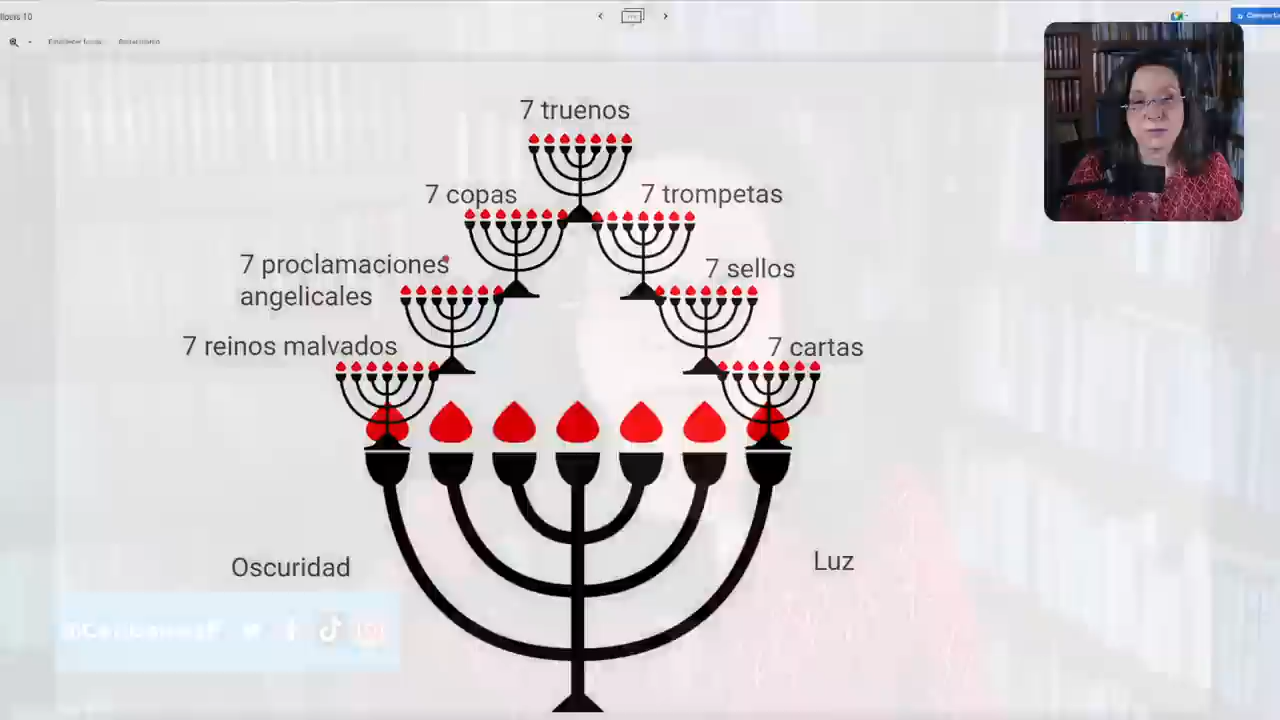 7 truenos
7 copas
7 trompetas
7 proclamaciones
angelicales
7 sellos
7 reinos malvados
7 cartas
Oscuridad
Luz